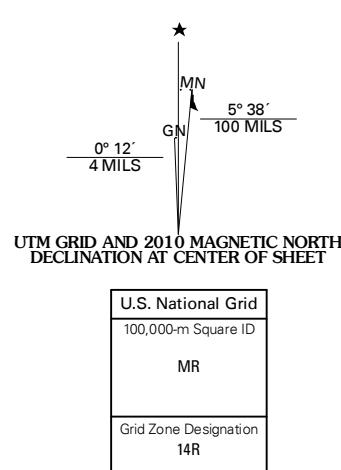 ★
MN
GN
5° 38´
100 MILS
0° 12´
4 MILS
UTM GRID AND 2010 MAGNETIC NORTH
DECLINATION AT CENTER OF SHEET
U.S. National Grid
100,000-m Square ID
MR
Grid Zone Designation
14R